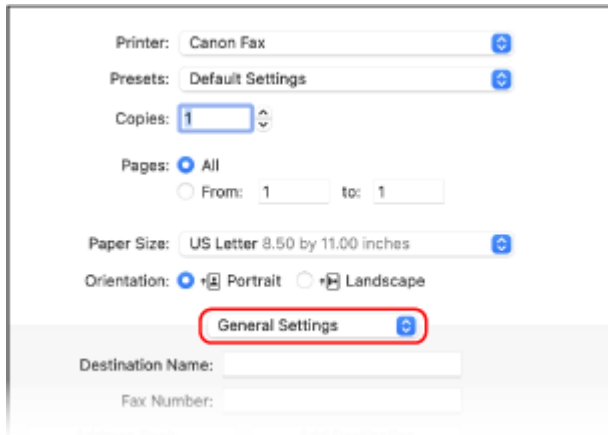 Printer: Canon Fax
Presets: Default Settings
Copies: 1
Pages: All
From: 1 to: 1
Paper Size: US Letter 8.50 by 11.00 inches
Orientation: Portrait Landscape
General Settings
Destination Name:
Fax Number: